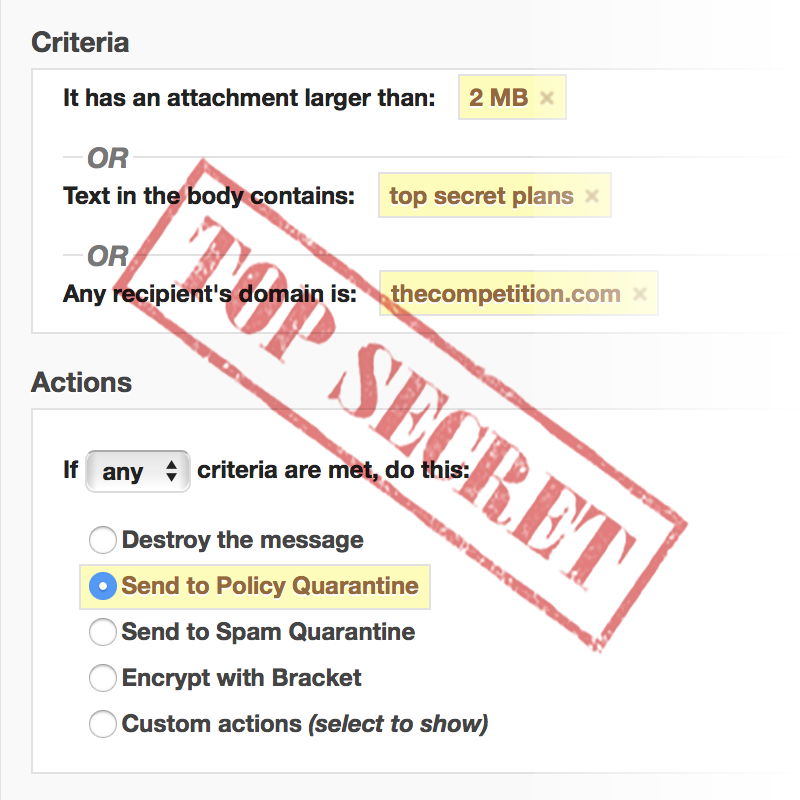 Criteria
It has an attachment larger than: 2 MB ×
OR
Text in the body contains: top secret plans ×
OR
Any recipient's domain is: thecompetition.com ×
TOP SECRET
Actions
If any criteria are met, do this:
Destroy the message
Send to Policy Quarantine
Send to Spam Quarantine
Encrypt with Bracket
Custom actions (select to show)